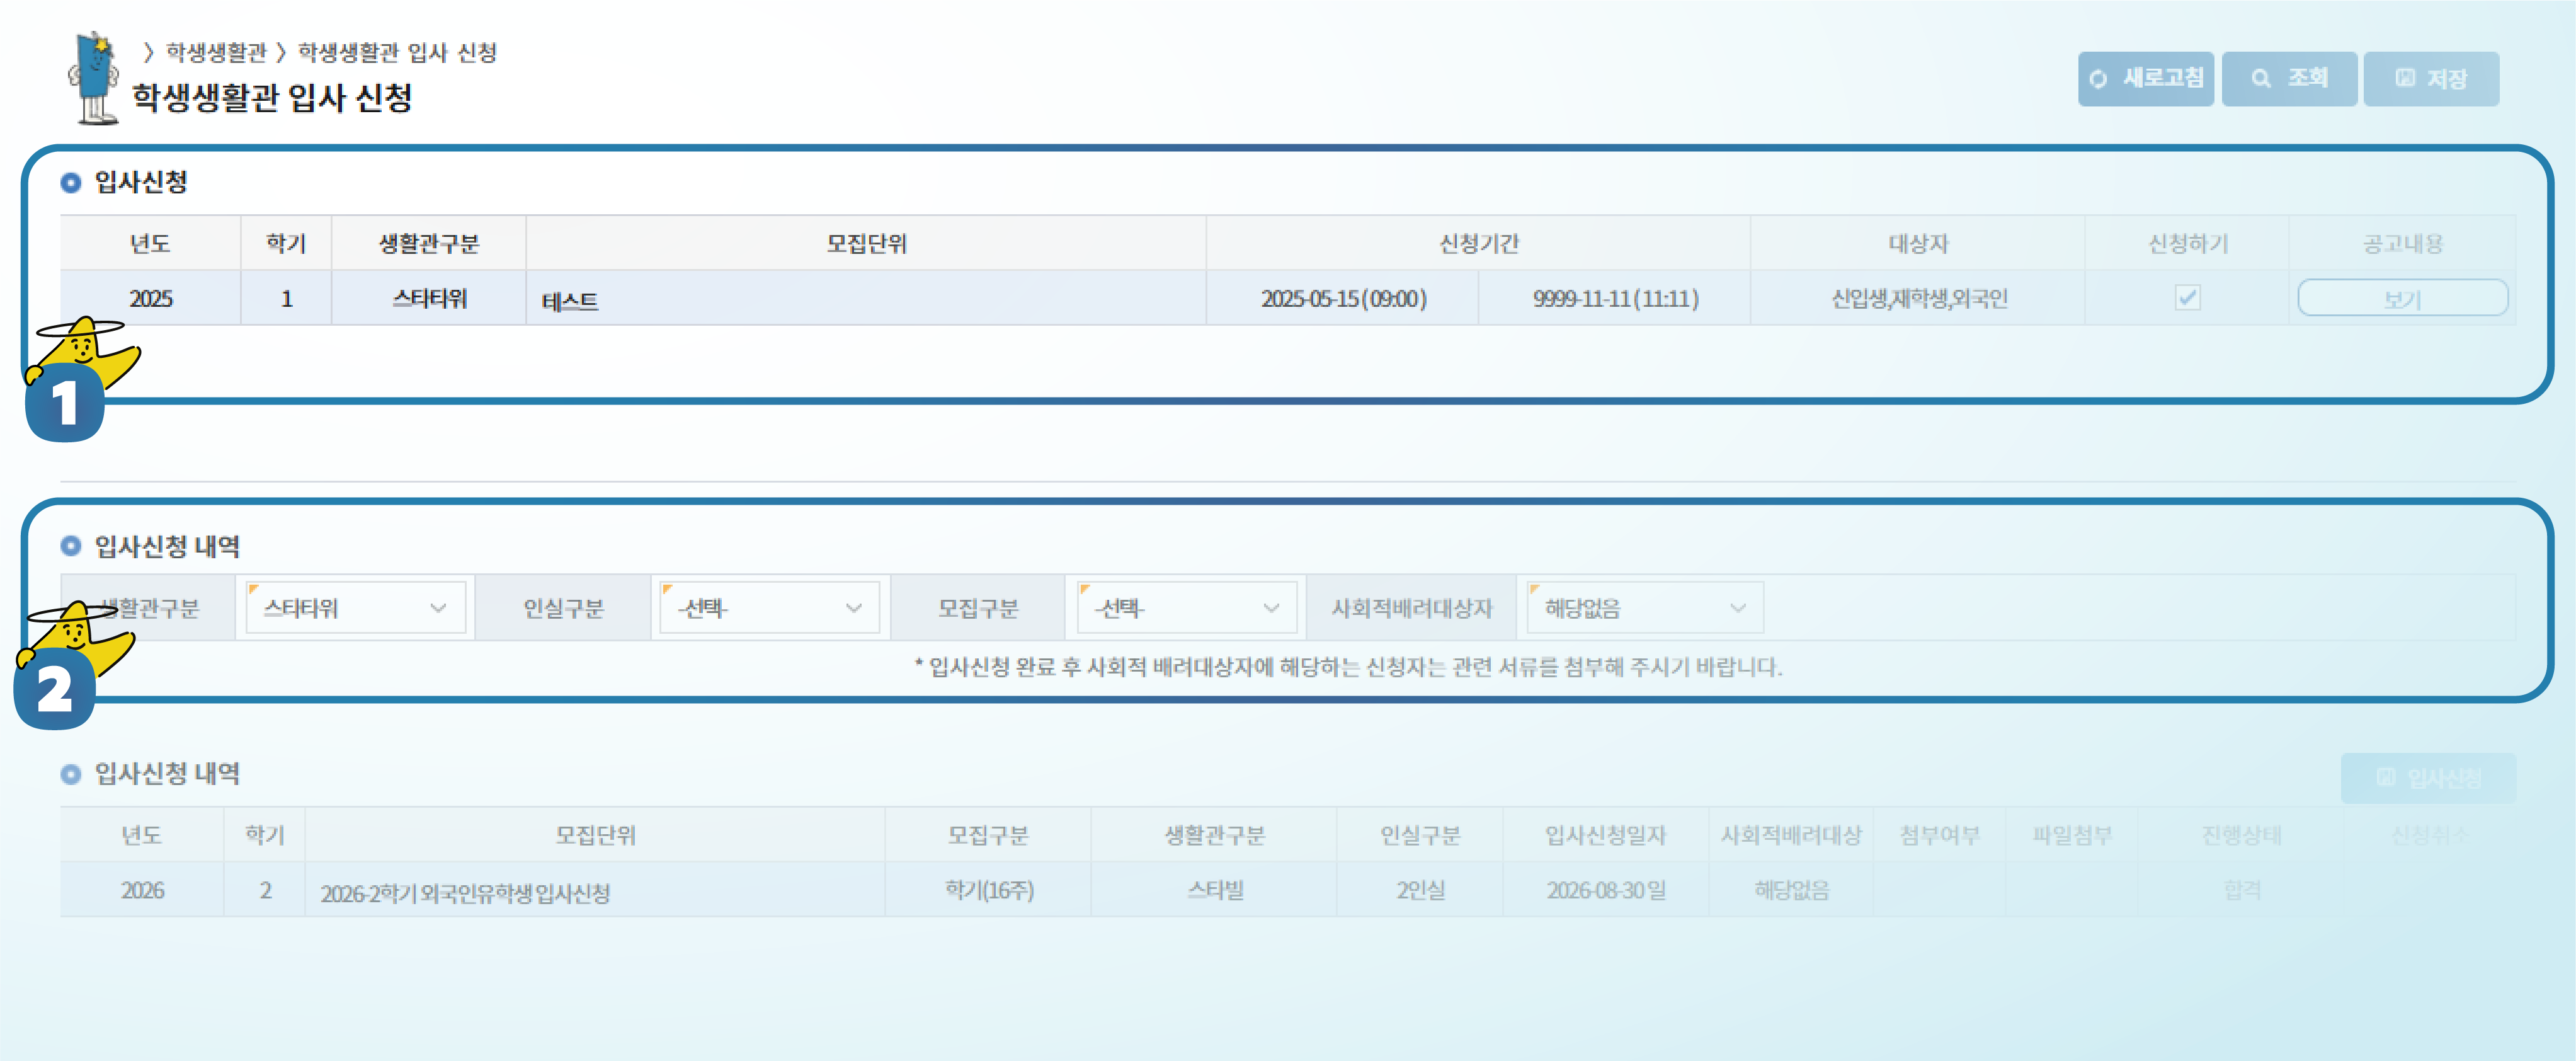 〉학생생활관 〉학생생활관 입사 신청
학생생활관 입사 신청
새로고침 조회 저장
입사신청
년도 학기 생활관구분 모집단위 신청기간 대상자 신청하기 공고내용
2025 1 스타타워 테스트 2025-05-15 ( 09:00 ) 9999-11-11 ( 11:11 ) 신입생,재학생,외국인 보기
1
입사신청 내역
생활관구분 스타타워 인실구분 -선택- 모집구분 -선택- 사회적배려대상자 해당없음
* 입사신청 완료 후 사회적 배려대상자에 해당하는 신청자는 관련 서류를 첨부해 주시기 바랍니다.
2
입사신청 내역
입사신청
년도 학기 모집단위 모집구분 생활관구분 인실구분 입사신청일자 사회적배려대상 첨부여부 파일첨부 진행상태 신청취소
2026 2 2026-2학기 외국인유학생 입사신청 학기(16주) 스타빌 2인실 2026-08-30 일 해당없음 합격